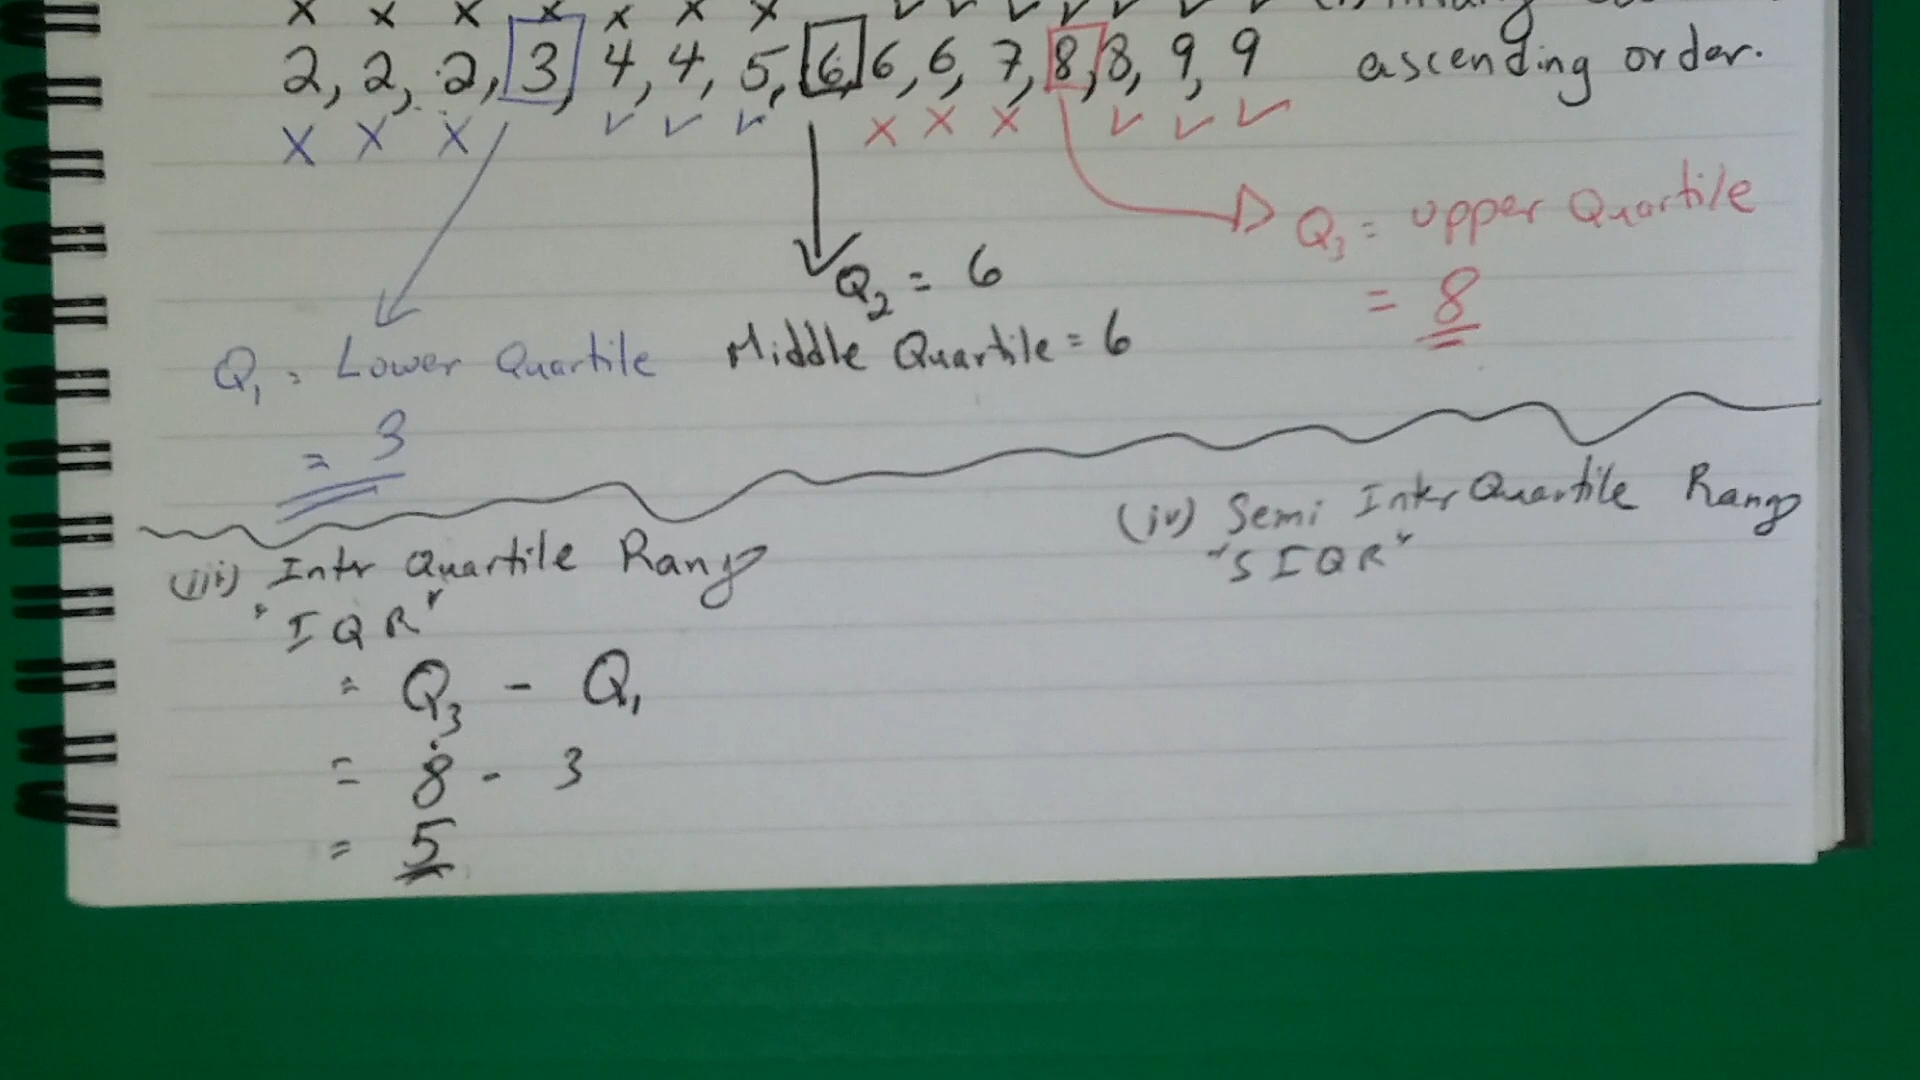 2, 2, 2, 3, 4, 4, 5, 6, 6, 6, 7, 8, 8, 9, 9 ascending order.
Q3 = upper Quartile
= 8
Q2 = 6
Middle Quartile = 6
Q1 = Lower Quartile
= 3
(iii) Inter Quartile Range
"IQR"
= Q3 - Q1
= 8 - 3
= 5
(iv) Semi Inter Quartile Range
"SIQR"